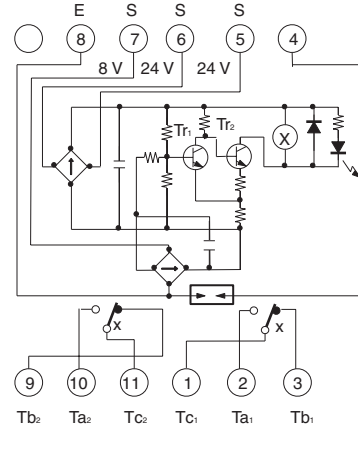 E S S S
8 7 6 5 4
8 V 24 V 24 V
Tr1 Tr2
X
x x
9 10 11 1 2 3
Tb2 Ta2 Tc2 Tc1 Ta1 Tb1